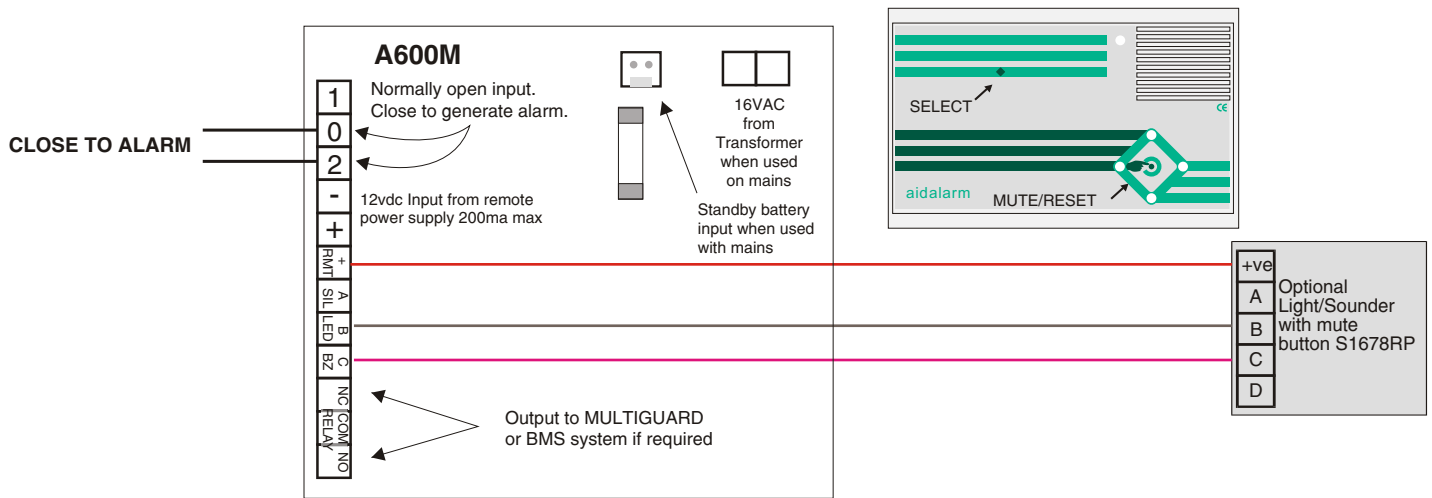 A600M
1
0
2
-
+
+ RMT
A SIL
B LED
C BZ
NC COM NO
RELAY
Normally open input.
Close to generate alarm.
CLOSE TO ALARM
12vdc Input from remote
power supply 200ma max
16VAC
from
Transformer
when used
on mains
Standby battery
input when used
with mains
Output to MULTIGUARD
or BMS system if required
SELECT
CE
aidalarm
MUTE/RESET
+ve
A
B
C
D
Optional
Light/Sounder
with mute
button S1678RP